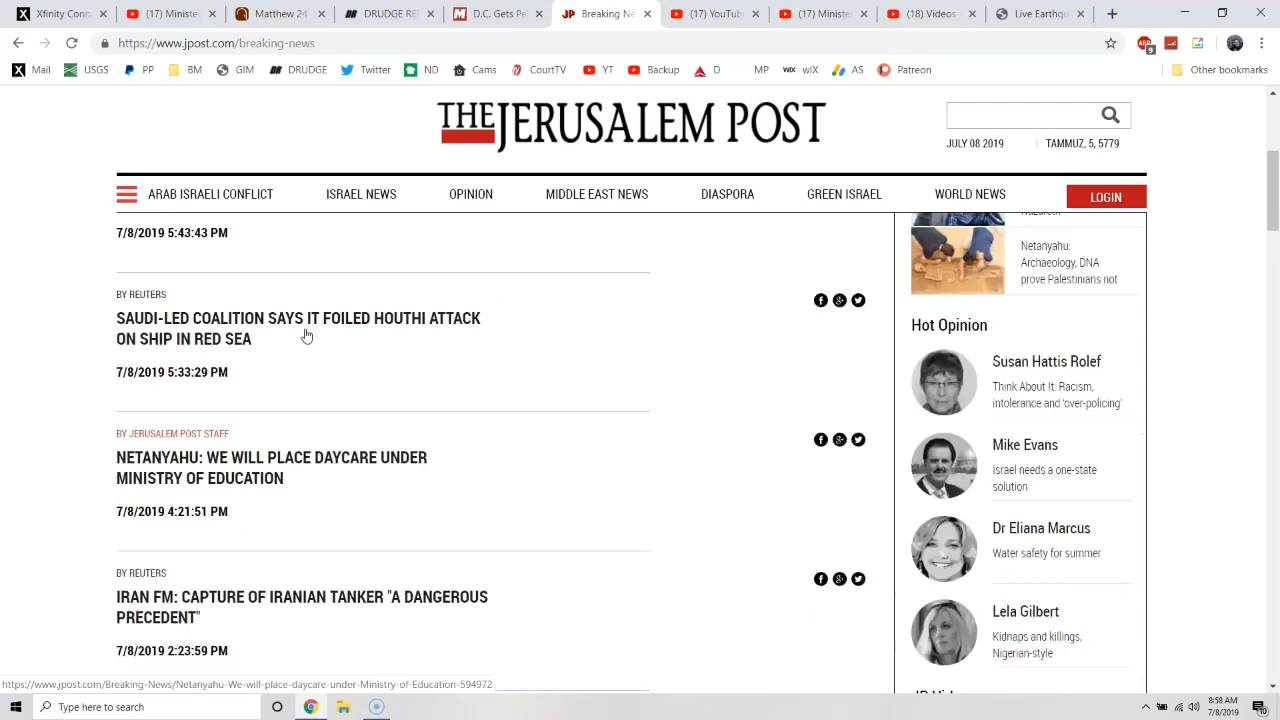 Xfinity Conn
(17) Minister
Matthew 24
DRUDGE REP
D.C. Gets Pe
Breaking Ne
(17) YouTub
(17) Ministe
(18) Videos
Live Earthqu
https://www.jpost.com/breaking-news
9
Mail
USGS
PP
BM
GIM
DRUDGE
Twitter
ND
Cams
CourtTV
YT
Backup
D
MP
wIX
AS
Patreon
Other bookmarks
THE JERUSALEM POST
JULY 08 2019 | TAMMUZ, 5, 5779
ARAB ISRAELI CONFLICT
ISRAEL NEWS
OPINION
MIDDLE EAST NEWS
DIASPORA
GREEN ISRAEL
WORLD NEWS
LOGIN
7/8/2019 5:43:43 PM
BY REUTERS
SAUDI-LED COALITION SAYS IT FOILED HOUTHI ATTACK
ON SHIP IN RED SEA
7/8/2019 5:33:29 PM
BY JERUSALEM POST STAFF
NETANYAHU: WE WILL PLACE DAYCARE UNDER
MINISTRY OF EDUCATION
7/8/2019 4:21:51 PM
BY REUTERS
IRAN FM: CAPTURE OF IRANIAN TANKER "A DANGEROUS
PRECEDENT"
7/8/2019 2:23:59 PM
Nazareth
Netanyahu:
Archaeology, DNA
prove Palestinians not
Hot Opinion
Susan Hattis Rolef
Think About It: Racism,
intolerance and 'over-policing'
Mike Evans
Israel needs a one-state
solution
Dr Eliana Marcus
Water safety for summer
Lela Gilbert
Kidnaps and killings,
Nigerian-style
https://www.jpost.com/Breaking-News/Netanyahu-We-will-place-daycare-under-Ministry-of-Education-594972
Type here to search
8:58 AM
7/8/2019
10